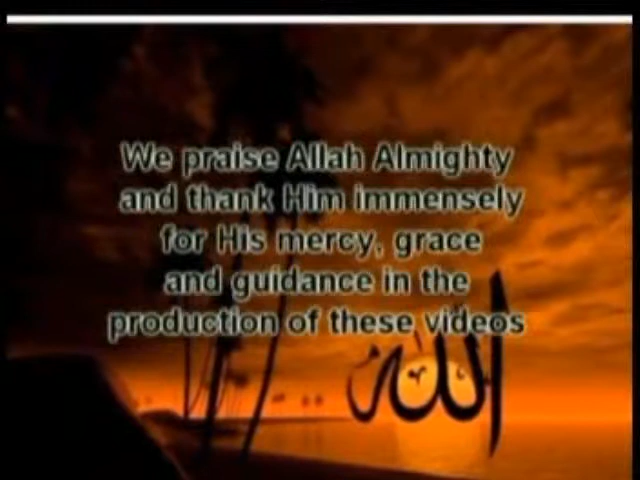 We praise Allah Almighty
and thank Him immensely
for His mercy, grace
and guidance in the
production of these videos
الله